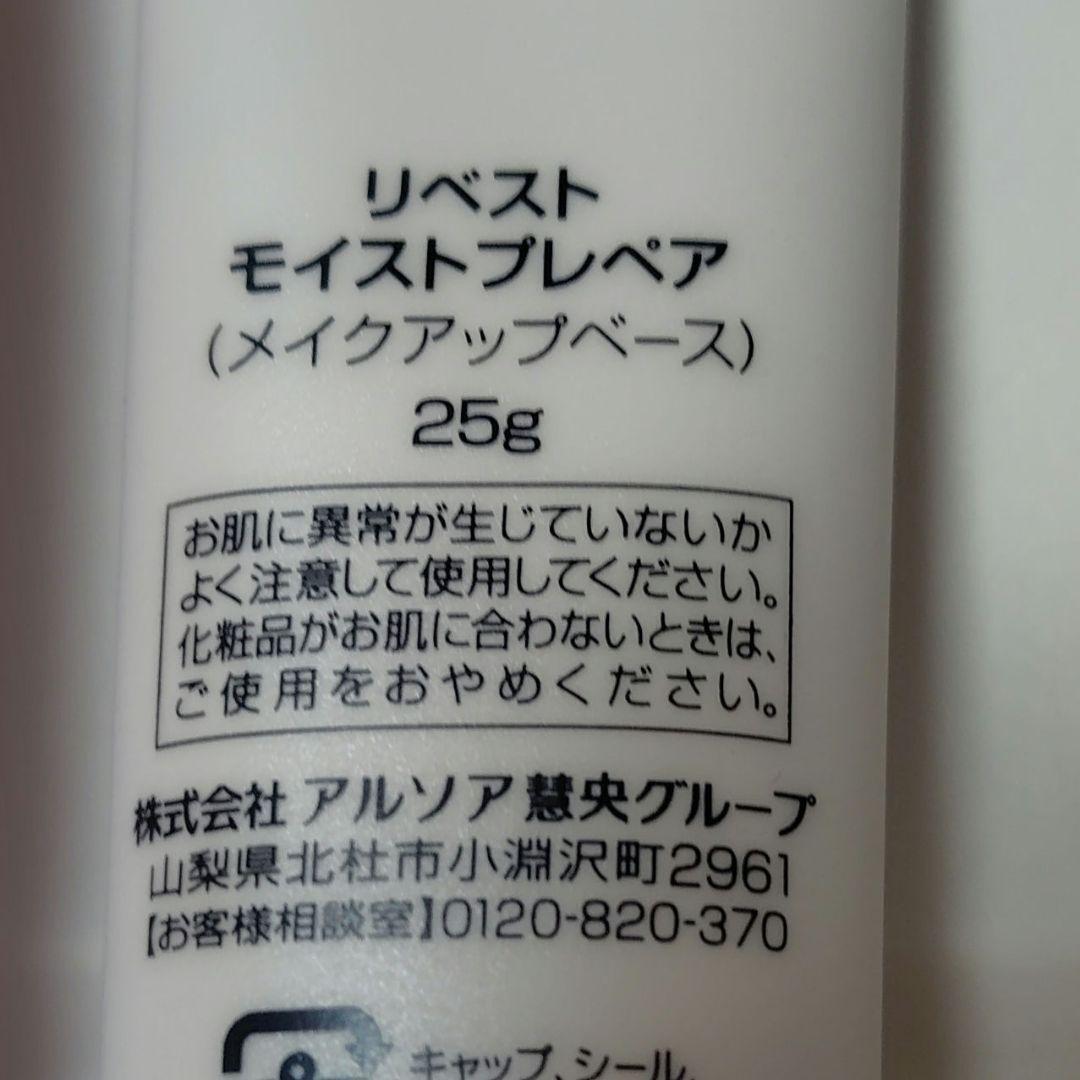 リベスト
モイストプレペア
(メイクアップベース)
25g
お肌に異常が生じていないか
よく注意して使用してください。
化粧品がお肌に合わないときは、
ご使用をおやめください。
株式会社 アルソア 慧央グループ
山梨県北杜市小淵沢町2961
【お客様相談室】0120-820-370
キャップ、シール、